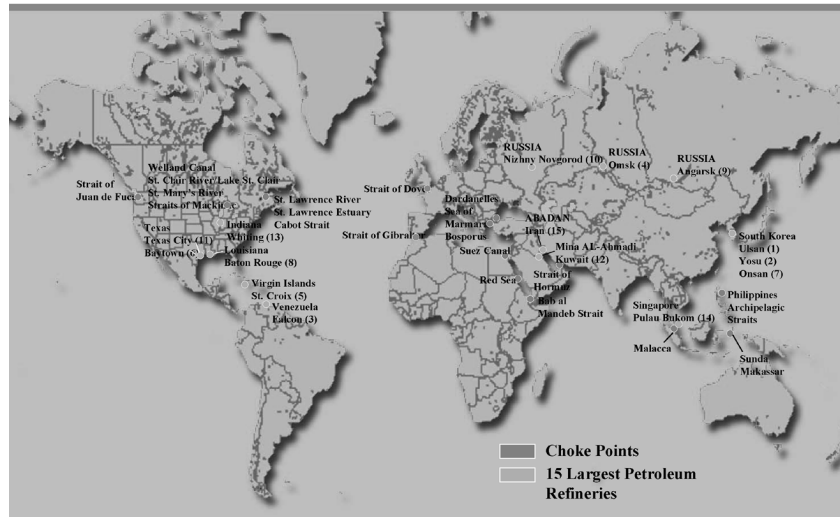 Strait of
Juan de Fuca
Welland Canal
St. Clair River/Lake St. Clair
St. Mary's River
Straits of Mackinac
St. Lawrence River
St. Lawrence Estuary
Cabot Strait
Texas
Texas City (11)
Baytown (6)
Indiana
Whiting (13)
Louisiana
Baton Rouge (8)
Virgin Islands
St. Croix (5)
Venezuela
Falcon (3)
Strait of Dover
Strait of Gibraltar
Dardanelles
Sea of
Marmara
Bosporus
Suez Canal
Red Sea
RUSSIA
Nizhny Novgorod (10)
RUSSIA
Omsk (4)
RUSSIA
Angarsk (9)
ABADAN
Iran (15)
Mina AL-Ahmadi
Kuwait (12)
Strait of
Hormuz
Bab al
Mandeb Strait
South Korea
Ulsan (1)
Yosu (2)
Onsan (7)
Singapore
Pulau Bukom (14)
Malacca
Philippines
Archipelagic
Straits
Sunda
Makassar
Choke Points
15 Largest Petroleum
Refineries